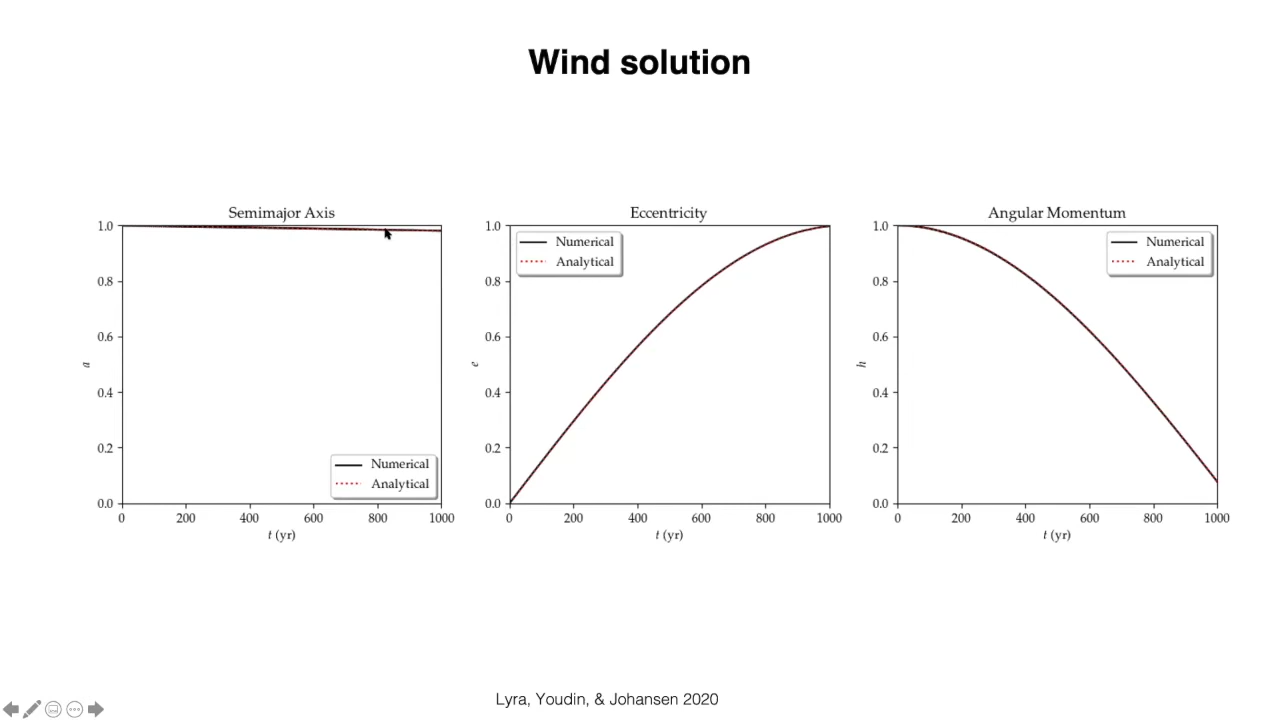 Wind solution
Semimajor Axis
1.0
0.8
0.6
0.4
0.2
0.0
a
Numerical
Analytical
0 200 400 600 800 1000
t (yr)
Eccentricity
1.0
0.8
0.6
0.4
0.2
0.0
e
Numerical
Analytical
0 200 400 600 800 1000
t (yr)
Angular Momentum
1.0
0.8
0.6
0.4
0.2
0.0
h
Numerical
Analytical
0 200 400 600 800 1000
t (yr)
Lyra, Youdin, & Johansen 2020